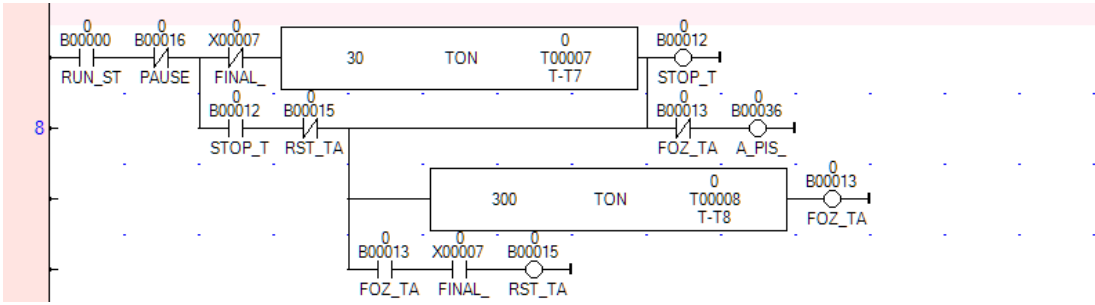 0 0 0 0 0
B00000 B00016 X00007 30 TON T00007 B00012
RUN_ST PAUSE FINAL_ T-T7 STOP_T
0 0 0 0
B00012 B00015 B00013 A00036
8
STOP_T RST_TA FOZ_TA A_PIS_
0 0
300 TON T00008 B00013
T-T8 FOZ_TA
0 0 0
B00013 X00007 B00015
FOZ_TA FINAL_ RST_TA